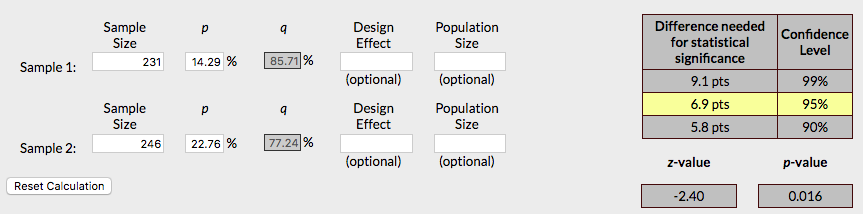 Sample Size p q Design Effect Population Size
Sample 1: 231 14.29 % 85.71 % (optional) (optional)
Sample Size p q Design Effect Population Size
Sample 2: 246 22.76 % 77.24 % (optional) (optional)
Reset Calculation
Difference needed for statistical significance Confidence Level
9.1 pts 99%
6.9 pts 95%
5.8 pts 90%
z-value p-value
-2.40 0.016